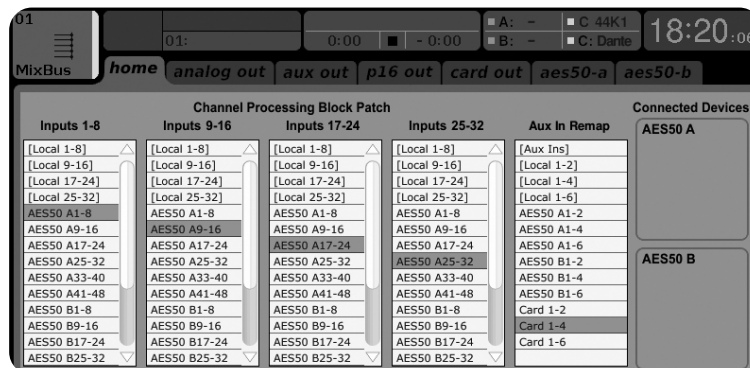 01
MixBus
01:
0:00 - 0:00
A: - C 44K1
B: - C: Dante
18:20:06
home analog out aux out p16 out card out aes50-a aes50-b
Channel Processing Block Patch Connected Devices
Inputs 1-8 Inputs 9-16 Inputs 17-24 Inputs 25-32 Aux In Remap AES50 A
[Local 1-8] [Local 1-8] [Local 1-8] [Local 1-8] [Aux Ins]
[Local 9-16] [Local 9-16] [Local 9-16] [Local 9-16] [Local 1-2]
[Local 17-24] [Local 17-24] [Local 17-24] [Local 17-24] [Local 1-4]
[Local 25-32] [Local 25-32] [Local 25-32] [Local 25-32] [Local 1-6]
AES50 A1-8 AES50 A1-8 AES50 A1-8 AES50 A1-8 AES50 A1-2
AES50 A9-16 AES50 A9-16 AES50 A9-16 AES50 A9-16 AES50 A1-4
AES50 A17-24 AES50 A17-24 AES50 A17-24 AES50 A17-24 AES50 A1-6
AES50 A25-32 AES50 A25-32 AES50 A25-32 AES50 A25-32 AES50 B1-2 AES50 B
AES50 A33-40 AES50 A33-40 AES50 A33-40 AES50 A33-40 AES50 B1-4
AES50 A41-48 AES50 A41-48 AES50 A41-48 AES50 A41-48 AES50 B1-6
AES50 B1-8 AES50 B1-8 AES50 B1-8 AES50 B1-8 Card 1-2
AES50 B9-16 AES50 B9-16 AES50 B9-16 AES50 B9-16 Card 1-4
AES50 B17-24 AES50 B17-24 AES50 B17-24 AES50 B17-24 Card 1-6
AES50 B25-32 AES50 B25-32 AES50 B25-32 AES50 B25-32